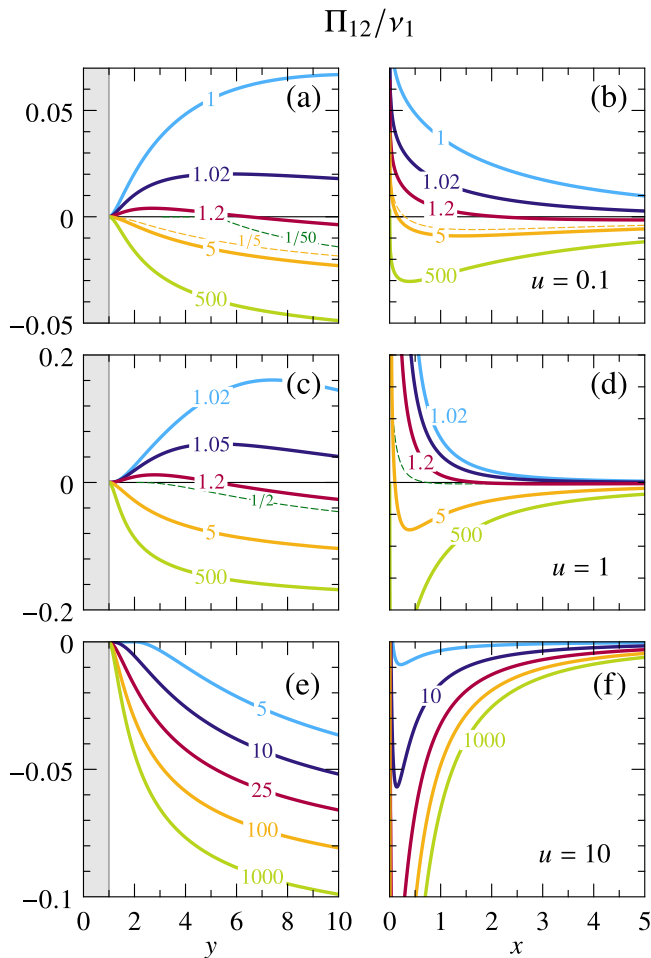 Π₁₂/ν₁
(a)
0.05
0
−0.05
1
1.02
1.2
1/5
1/50
5
500
(b)
1
1.02
1.2
5
500
u = 0.1
(c)
0.2
0
−0.2
1.02
1.05
1.2
1/2
5
500
(d)
1.02
1.2
5
500
u = 1
(e)
0
−0.05
−0.1
5
10
25
100
1000
0 2 4 6 8 10
y
(f)
10
1000
u = 10
0 1 2 3 4 5
x